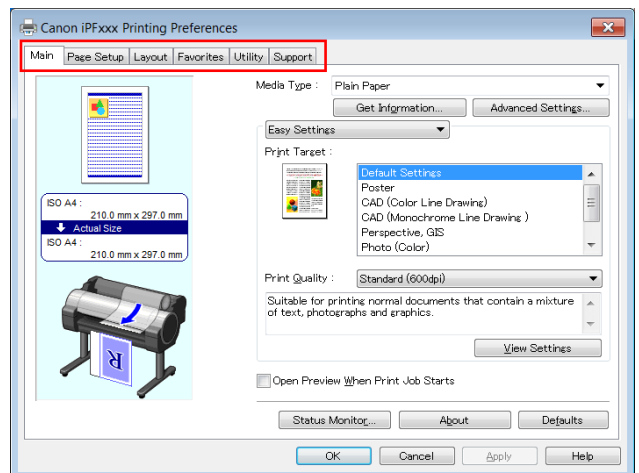 Canon iPFxxx Printing Preferences
Main Page Setup Layout Favorites Utility Support
Media Type : Plain Paper
Get Information... Advanced Settings...
Easy Settings
Print Target :
Default Settings
Poster
CAD (Color Line Drawing)
CAD (Monochrome Line Drawing )
Perspective, GIS
Photo (Color)
ISO A4 :
210.0 mm x 297.0 mm
Actual Size
ISO A4 :
210.0 mm x 297.0 mm
R
Print Quality : Standard (600dpi)
Suitable for printing normal documents that contain a mixture
of text, photographs and graphics.
View Settings
Open Preview When Print Job Starts
Status Monitor... About Defaults
OK Cancel Apply Help